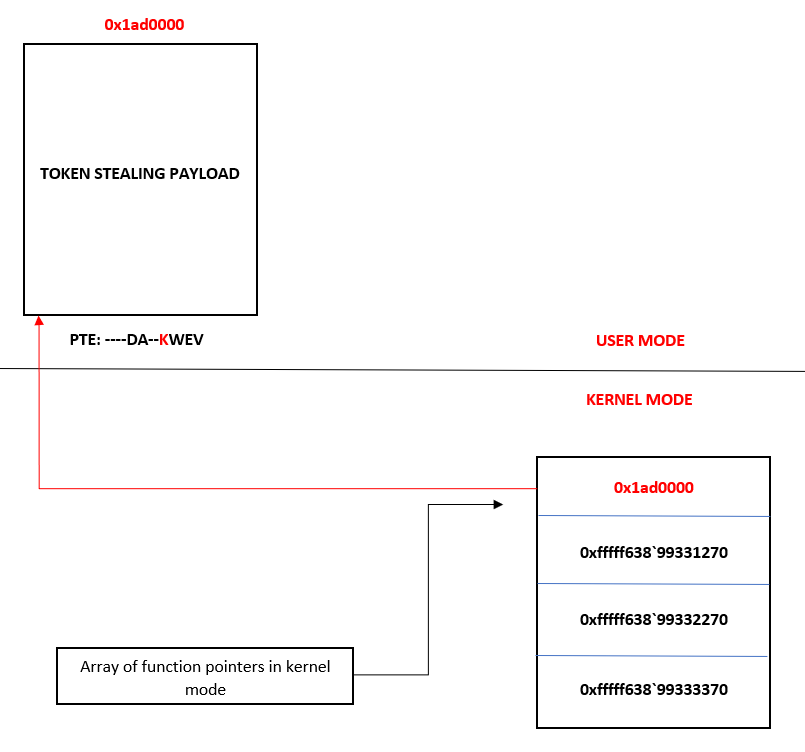 0x1ad0000
TOKEN STEALING PAYLOAD
PTE: ----DA--KWEV
USER MODE
KERNEL MODE
0x1ad0000
0xfffff638`99331270
0xfffff638`99332270
0xfffff638`99333370
Array of function pointers in kernel
mode